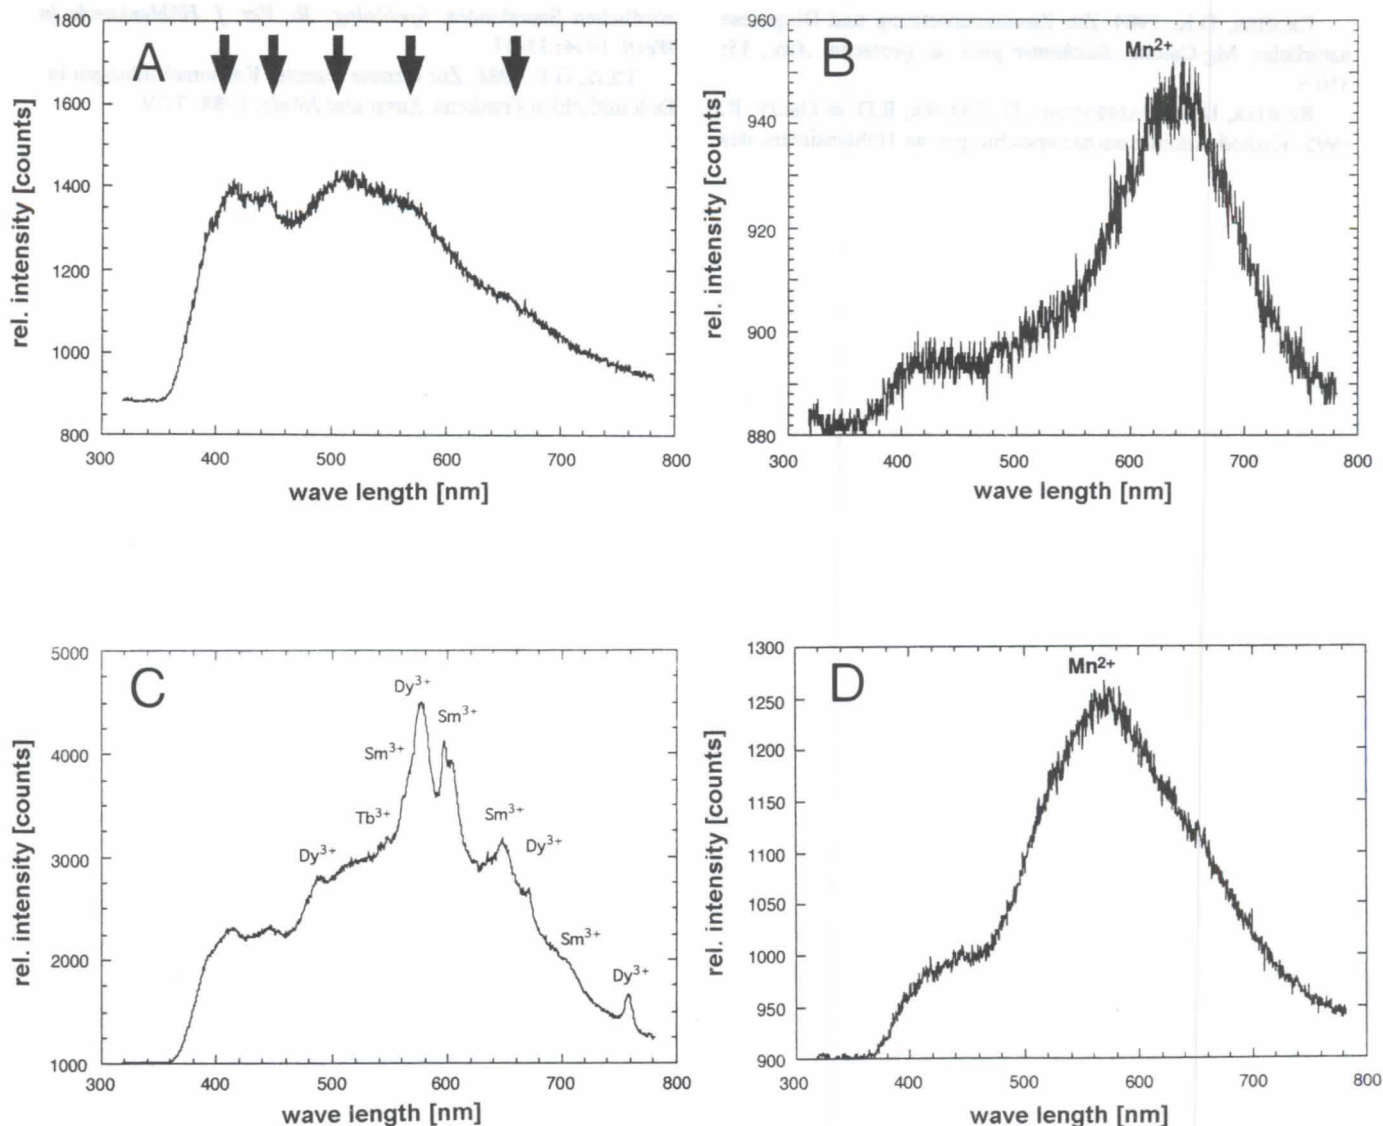 A
rel. intensity [counts]
1800
1600
1400
1200
1000
800
300 400 500 600 700 800
wave length [nm]
B
Mn2+
rel. intensity [counts]
960
940
920
900
880
300 400 500 600 700 800
wave length [nm]
C
Dy3+
Sm3+
Sm3+
Tb3+
Sm3+
Dy3+
Dy3+
Sm3+
Dy3+
rel. intensity [counts]
5000
4000
3000
2000
1000
300 400 500 600 700 800
wave length [nm]
D
Mn2+
rel. intensity [counts]
1300
1250
1200
1150
1100
1050
1000
950
900
300 400 500 600 700 800
wave length [nm]